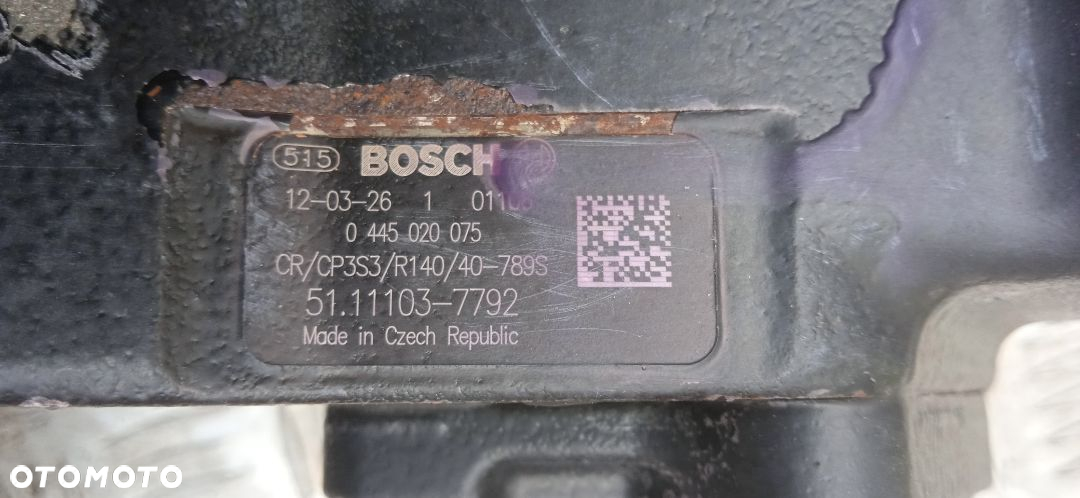 515 BOSCH
12-03-26 1
0 445 020 075
CR/CP3S3/R140/40-789S
51.11103-7792
Made in Czech Republic
OTOMOTO